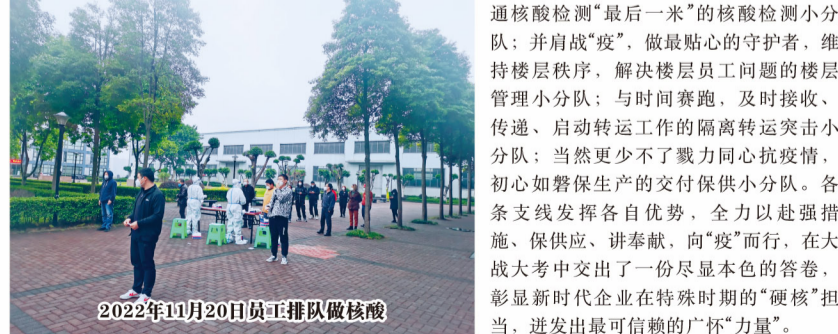 2022年11月20日员工排队做核酸
通核酸检测“最后一米”的核酸检测小分
队；并肩战“疫”，做最贴心的守护者，维
持楼层秩序，解决楼层员工问题的楼层
管理小分队；与时间赛跑，及时接收、
传递、启动转运工作的隔离转运突击小
分队；当然更少不了戮力同心抗疫情，
初心如磐保生产的交付保供小分队。各
条支线发挥各自优势，全力以赴强措
施、保供应、讲奉献，向“疫”而行，在大
战大考中交出了一份尽显本色的答卷，
彰显新时代企业在特殊时期的“硬核”担
当，迸发出最可信赖的广怀“力量”。